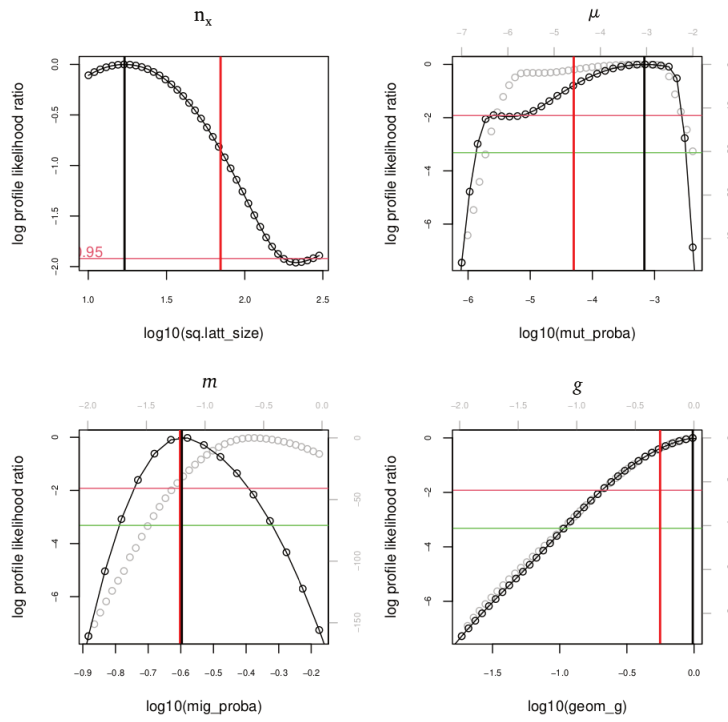 nx
0.0
−0.5
−1.0
−1.5
−2.0
log profile likelihood ratio
.95
1.0 1.5 2.0 2.5
log10(sq.latt_size)
μ
−7 −6 −5 −4 −3 −2
0
−2
−4
−6
log profile likelihood ratio
−6 −5 −4 −3
log10(mut_proba)
m
−2.0 −1.5 −1.0 −0.5 0.0
0
−2
−4
−6
log profile likelihood ratio
0
−50
−100
−150
−0.9 −0.8 −0.7 −0.6 −0.5 −0.4 −0.3 −0.2
log10(mig_proba)
g
−2.0 −1.5 −1.0 −0.5 0.0
0
−2
−4
−6
log profile likelihood ratio
−1.5 −1.0 −0.5 0.0
log10(geom_g)